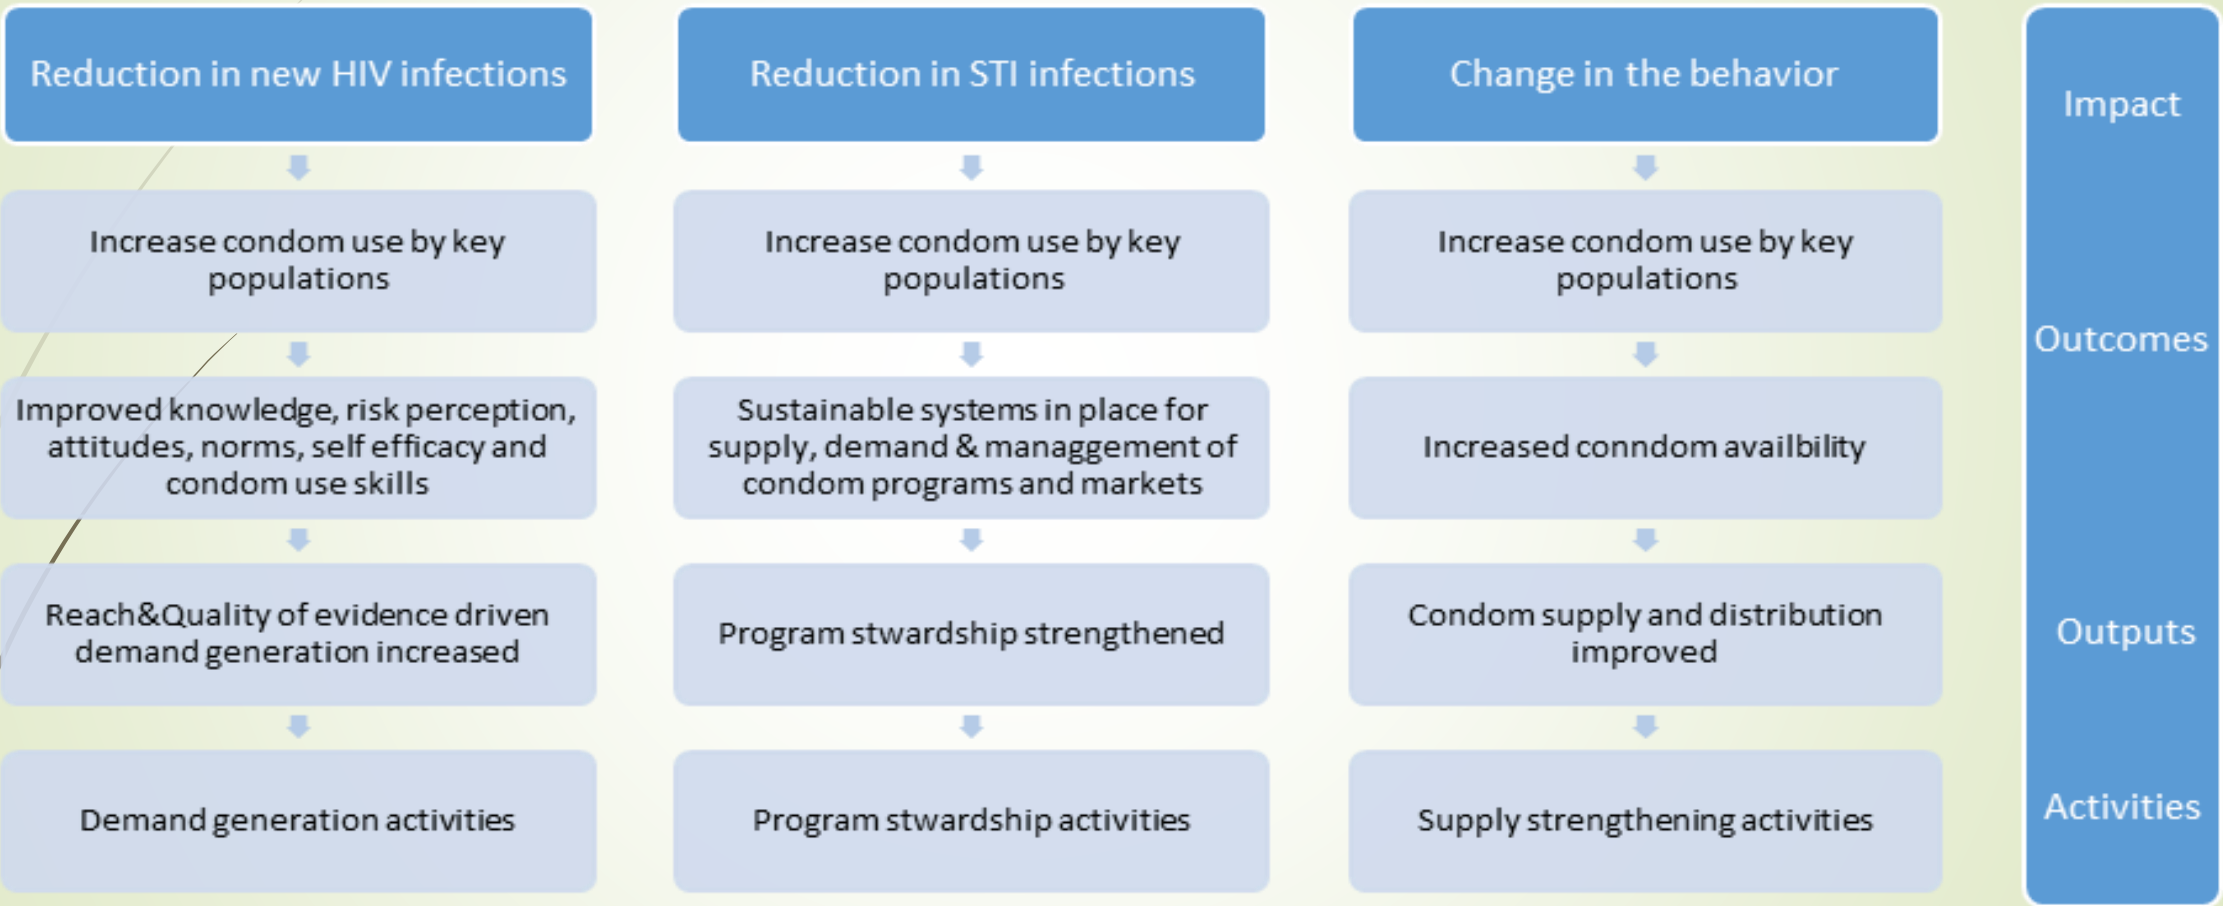 Reduction in new HIV infections
Increase condom use by key
populations
Improved knowledge, risk perception,
attitudes, norms, self efficacy and
condom use skills
Reach&Quality of evidence driven
demand generation increased
Demand generation activities
Reduction in STI infections
Increase condom use by key
populations
Sustainable systems in place for
supply, demand & managgement of
condom programs and markets
Program stwardship strengthened
Program stwardship activities
Change in the behavior
Increase condom use by key
populations
Increased conndom availbility
Condom supply and distribution
improved
Supply strengthening activities
Impact
Outcomes
Outputs
Activities